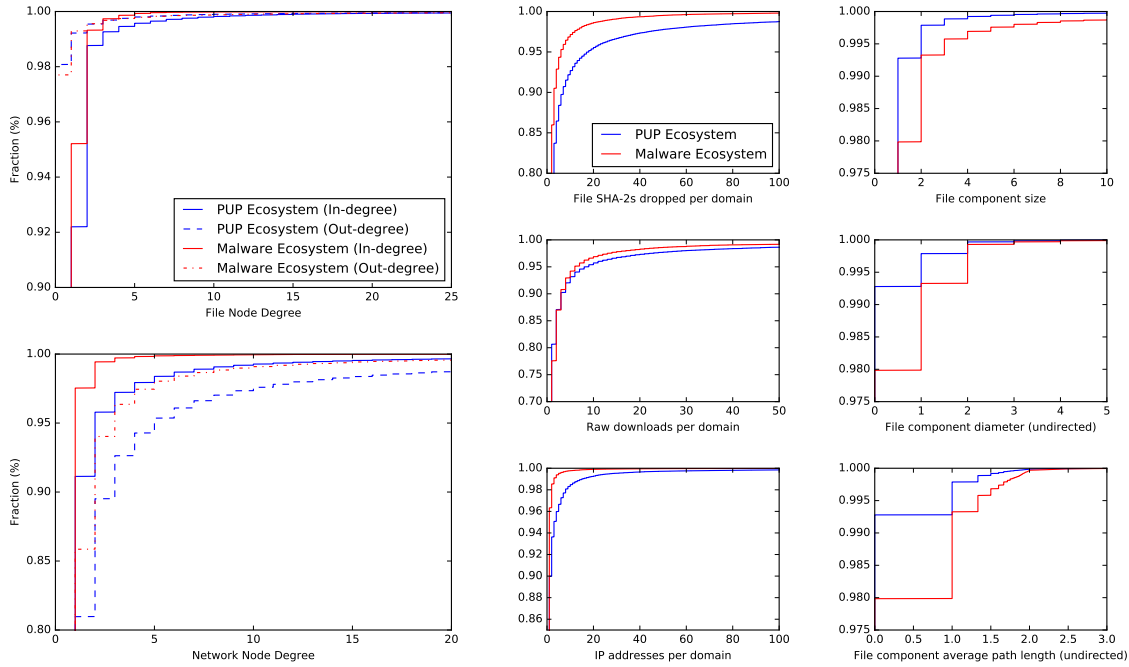 1.00
0.98
0.96
0.94
0.92
0.90
Fraction (%)
PUP Ecosystem (In-degree)
PUP Ecosystem (Out-degree)
Malware Ecosystem (In-degree)
Malware Ecosystem (Out-degree)
0 5 10 15 20 25
File Node Degree
1.00
0.95
0.90
0.85
0.80
Fraction (%)
0 5 10 15 20
Network Node Degree
1.00
0.95
0.90
0.85
0.80
PUP Ecosystem
Malware Ecosystem
0 20 40 60 80 100
File SHA-2s dropped per domain
1.00
0.95
0.90
0.85
0.80
0.75
0.70
0 10 20 30 40 50
Raw downloads per domain
1.00
0.98
0.96
0.94
0.92
0.90
0.88
0.86
0 20 40 60 80 100
IP addresses per domain
1.000
0.995
0.990
0.985
0.980
0.975
0 2 4 6 8 10
File component size
1.000
0.995
0.990
0.985
0.980
0.975
0 1 2 3 4 5
File component diameter (undirected)
1.000
0.995
0.990
0.985
0.980
0.975
0.0 0.5 1.0 1.5 2.0 2.5 3.0
File component average path length (undirected)